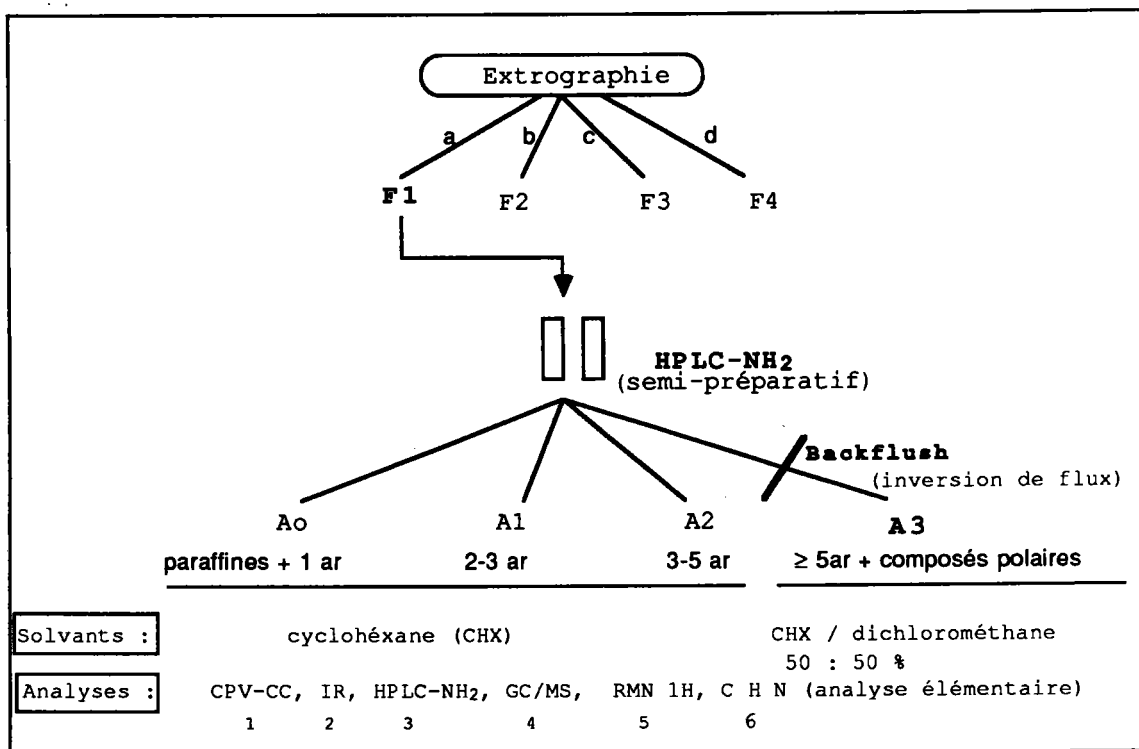 Extrographie
a b c d
F1 F2 F3 F4
HPLC-NH2
(semi-préparatif)
Backflush
(inversion de flux)
Ao A1 A2 A3
paraffines + 1 ar 2-3 ar 3-5 ar ≥ 5ar + composés polaires
Solvants : cyclohéxane (CHX) CHX / dichlorométhane
50 : 50 %
Analyses : CPV-CC, IR, HPLC-NH2, GC/MS, RMN 1H, C H N (analyse élémentaire)
1 2 3 4 5 6